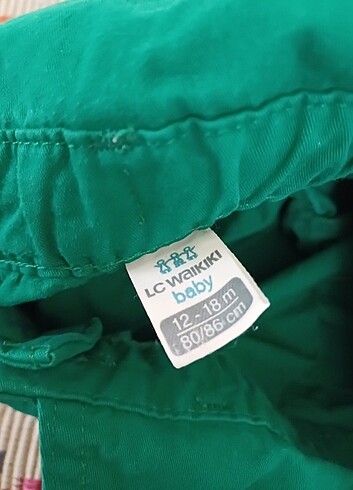 LC WAIKIKI
baby
12 - 18 m
80/86 cm